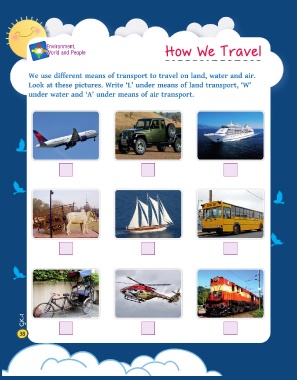 Environment,
World and People
How We Travel
We use different means of transport to travel on land, water and air.
Look at these pictures. Write 'L' under means of land transport, 'W'
under water and 'A' under means of air transport.
GK-1
38